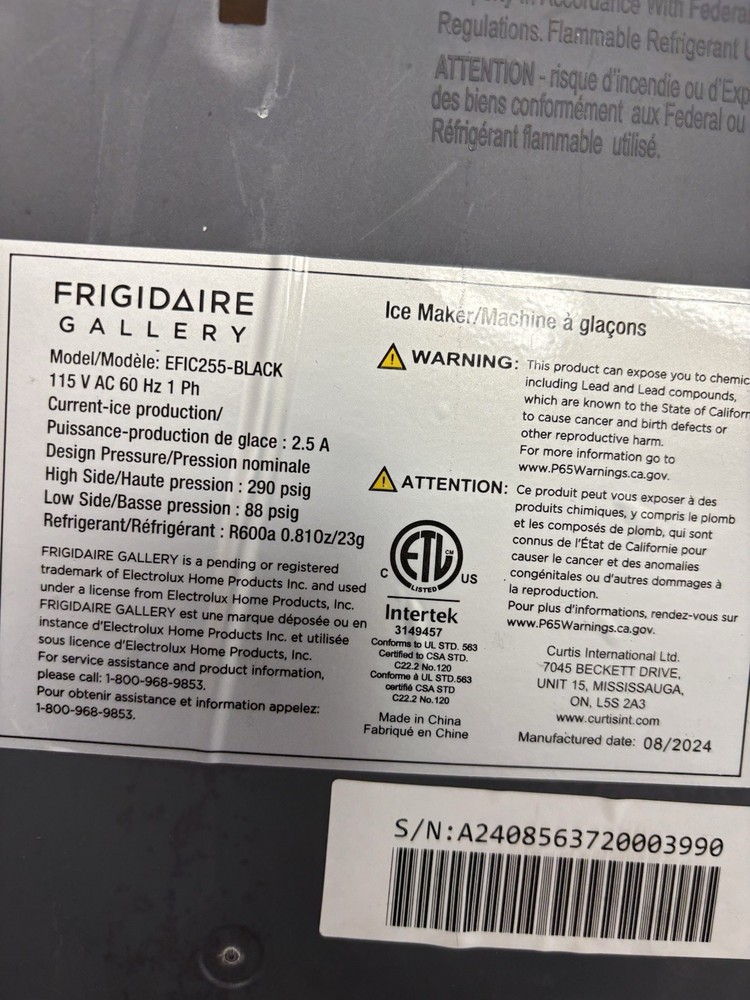 In Accordance With Federa
Regulations. Flammable Refrigerant
ATTENTION - risque d'incendie ou d'Exp
des biens conformément aux Federal ou
Réfrigérant flammable utilisé.
FRIGIDAIRE
GALLERY
Model/Modèle: EFIC255-BLACK
115 V AC 60 Hz 1 Ph
Current-ice production/
Puissance-production de glace : 2.5 A
Design Pressure/Pression nominale
High Side/Haute pression : 290 psig
Low Side/Basse pression : 88 psig
Refrigerant/Réfrigérant : R600a 0.81Oz/23g
FRIGIDAIRE GALLERY is a pending or registered
trademark of Electrolux Home Products Inc. and used
under a license from Electrolux Home Products, Inc.
FRIGIDAIRE GALLERY est une marque déposée ou en
instance d'Electrolux Home Products Inc. et utilisée
sous licence d'Electrolux Home Products, Inc.
For service assistance and product information,
please call: 1-800-968-9853.
Pour obtenir assistance et information appelez:
1-800-968-9853.
Ice Maker/Machine à glaçons
WARNING: This product can expose you to chemic
including Lead and Lead compounds,
which are known to the State of Californ
to cause cancer and birth defects or
other reproductive harm.
For more information go to
www.P65Warnings.ca.gov.
ATTENTION: Ce produit peut vous exposer à des
produits chimiques, y compris le plomb
et les composés de plomb, qui sont
connus de l'État de Californie pour
causer le cancer et des anomalies
congénitales ou d'autres dommages à
la reproduction.
Pour plus d'informations, rendez-vous sur
www.P65Warnings.ca.gov.
ETL CM
LISTED
C US
Intertek
3149457
Conforms to UL STD. 563
Certified to CSA STD.
C22.2 No.120
Conforme à UL STD.563
certifié CSA STD
C22.2 No.120
Made in China
Fabriqué en Chine
Curtis International Ltd.
7045 BECKETT DRIVE,
UNIT 15, MISSISSAUGA,
ON, L5S 2A3
www.curtisint.com
Manufactured date: 08/2024
S/N:A2408563720003990